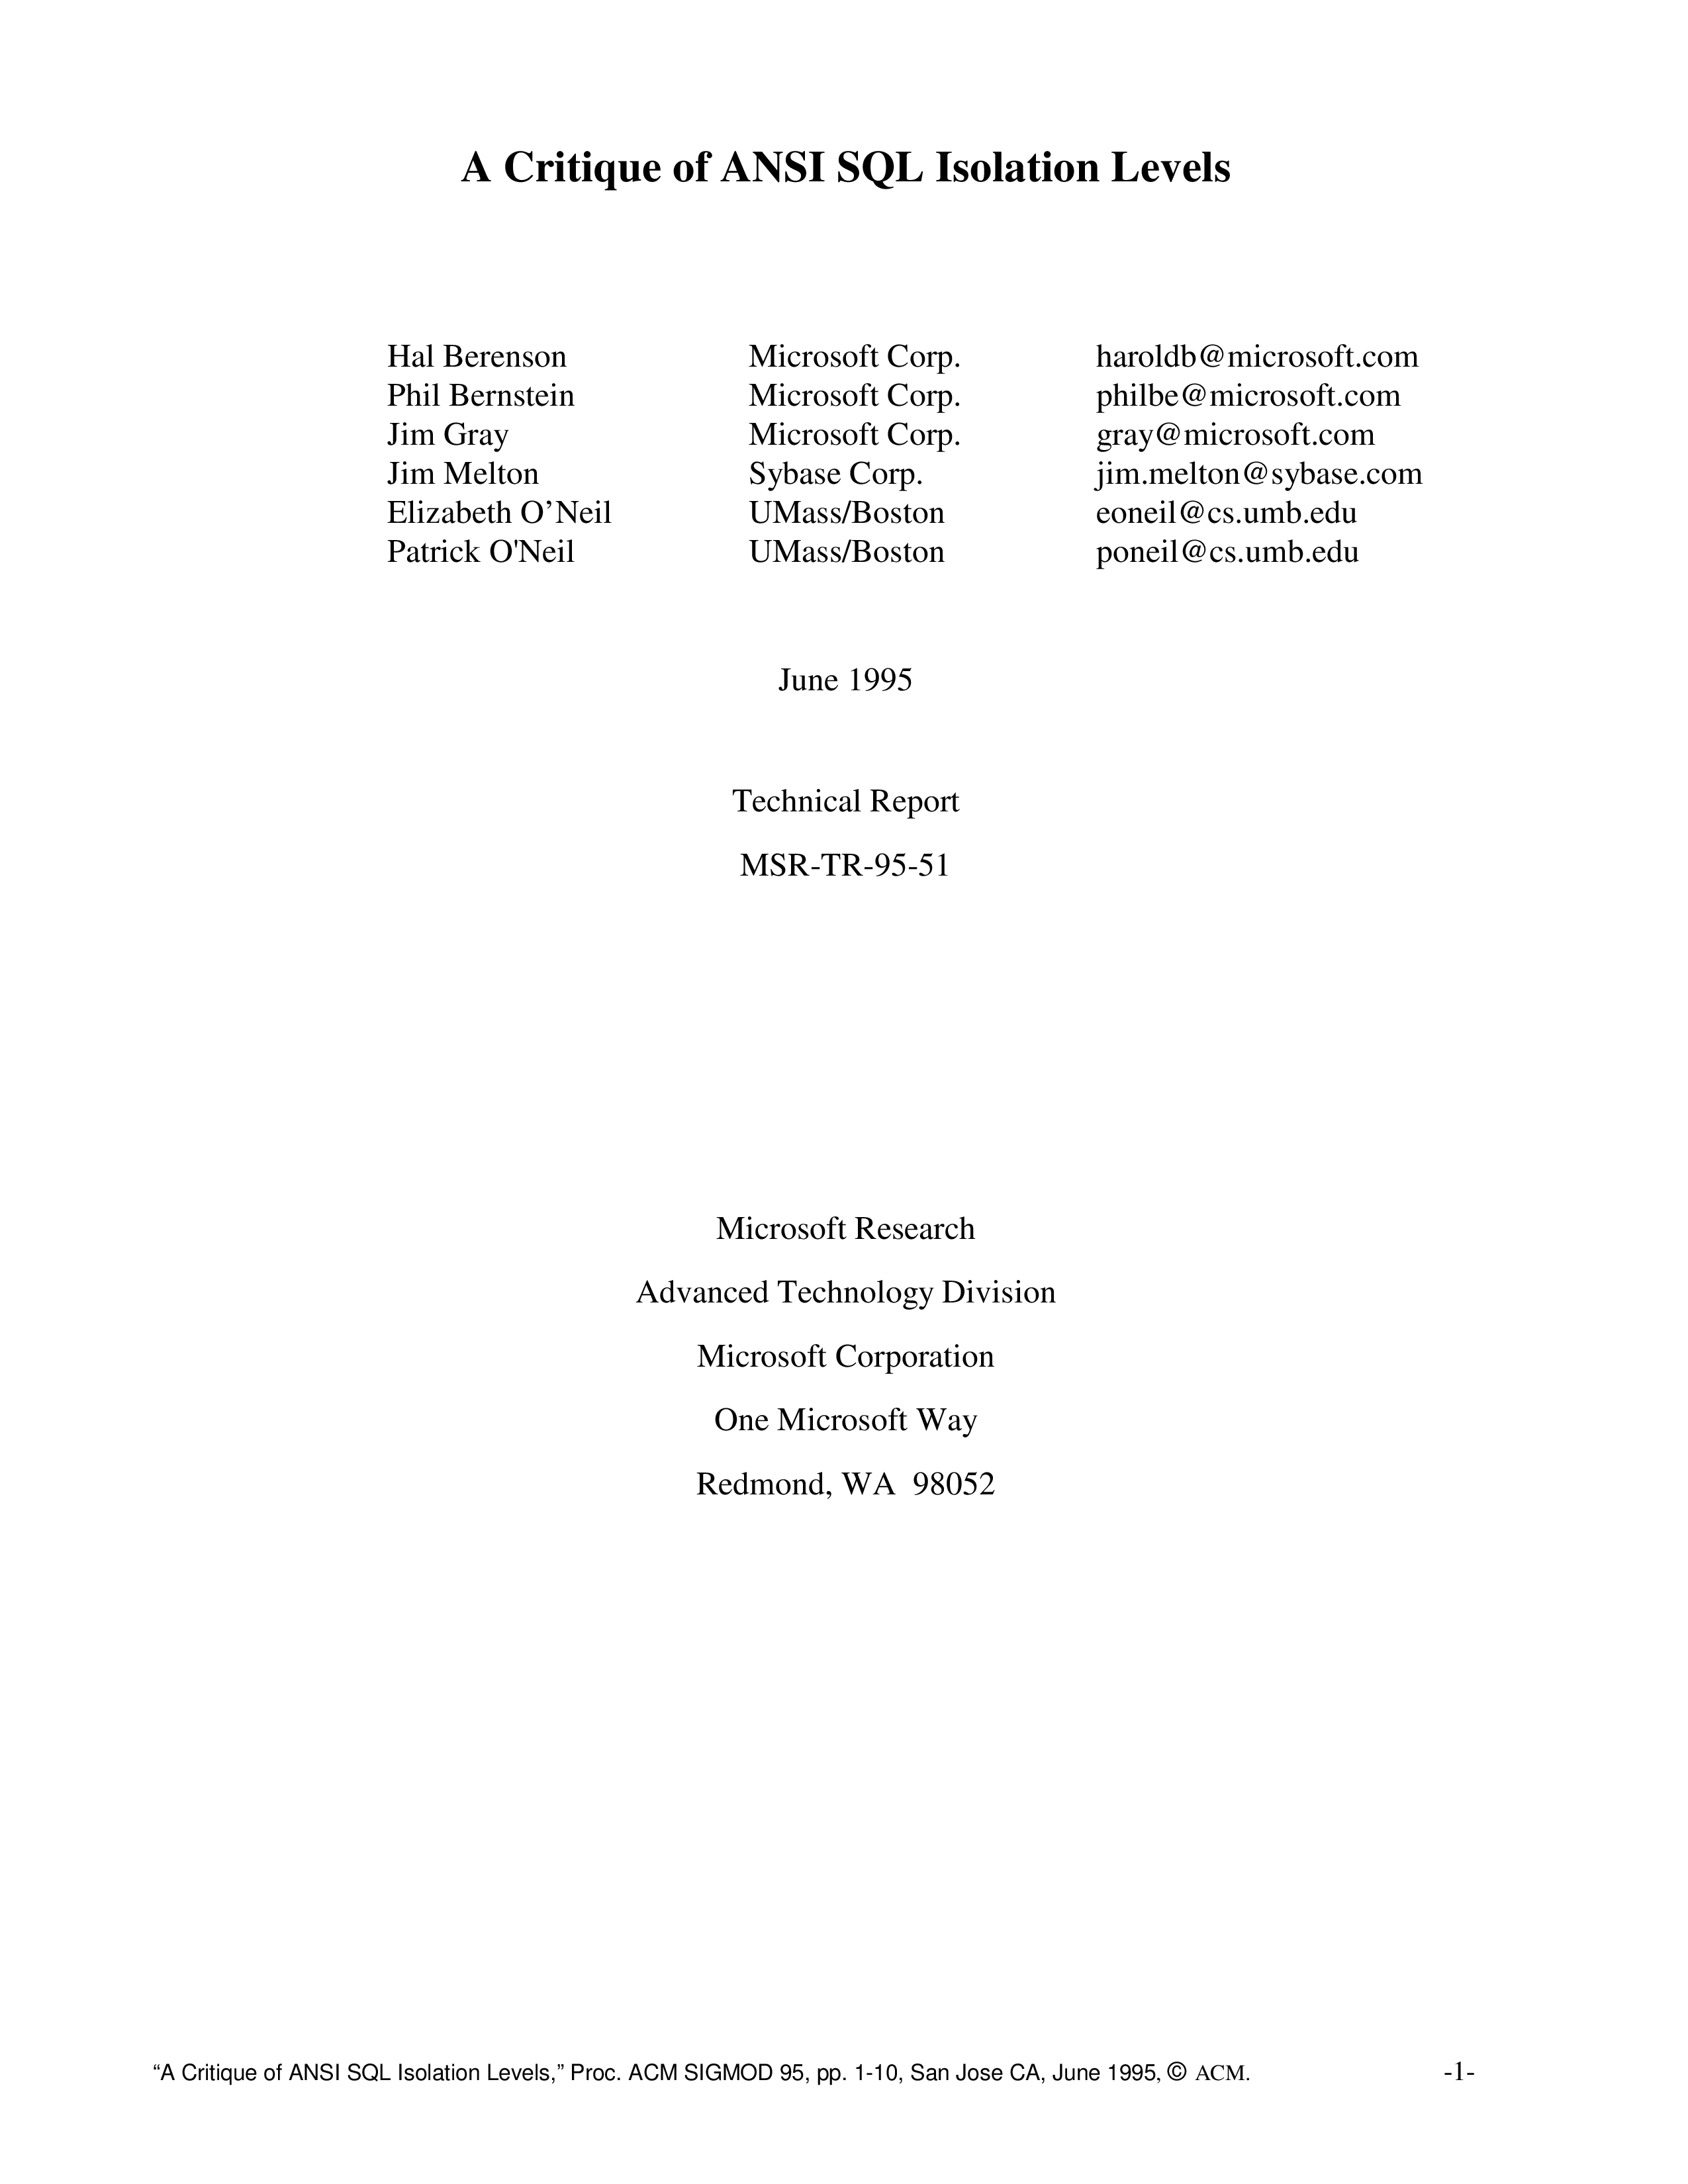 A Critique of ANSI SQL Isolation Levels
Hal Berenson Microsoft Corp. haroldb@microsoft.com
Phil Bernstein Microsoft Corp. philbe@microsoft.com
Jim Gray Microsoft Corp. gray@microsoft.com
Jim Melton Sybase Corp. jim.melton@sybase.com
Elizabeth O’Neil UMass/Boston eoneil@cs.umb.edu
Patrick O'Neil UMass/Boston poneil@cs.umb.edu
June 1995
Technical Report
MSR-TR-95-51
Microsoft Research
Advanced Technology Division
Microsoft Corporation
One Microsoft Way
Redmond, WA 98052
“A Critique of ANSI SQL Isolation Levels,” Proc. ACM SIGMOD 95, pp. 1-10, San Jose CA, June 1995, © ACM. -1-